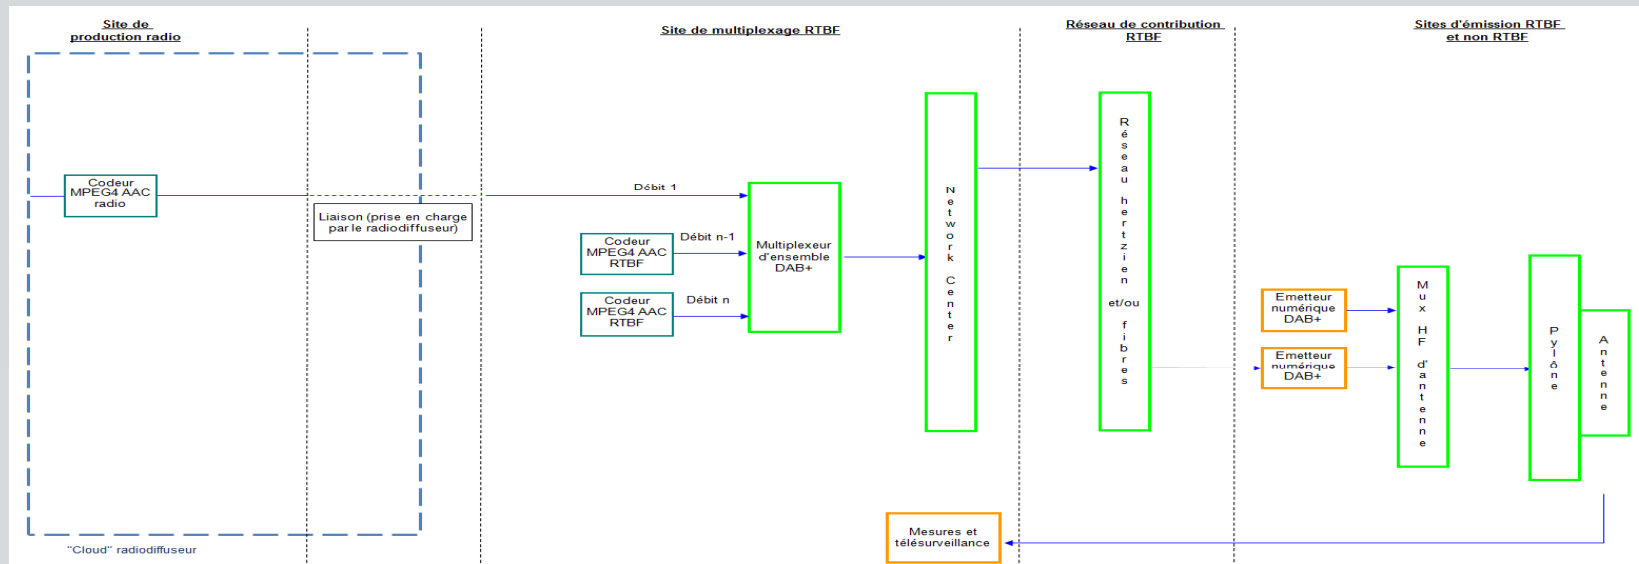 Site de
production radio
Site de multiplexage RTBF
Réseau de contribution
RTBF
Sites d'émission RTBF
et non RTBF
Codeur
MPEG4 AAC
radio
Liaison (prise en charge
par le radiodiffuseur)
"Cloud" radiodiffuseur
Débit 1
Codeur
MPEG4 AAC
RTBF
Débit n-1
Codeur
MPEG4 AAC
RTBF
Débit n
Multiplexeur
d'ensemble
DAB+
Network Center
Réseau hertzien et/ou fibres
Emetteur
numérique
DAB+
Emetteur
numérique
DAB+
Mux HF d'antenne
Pylône
Antenne
Mesures et
télésurveillance